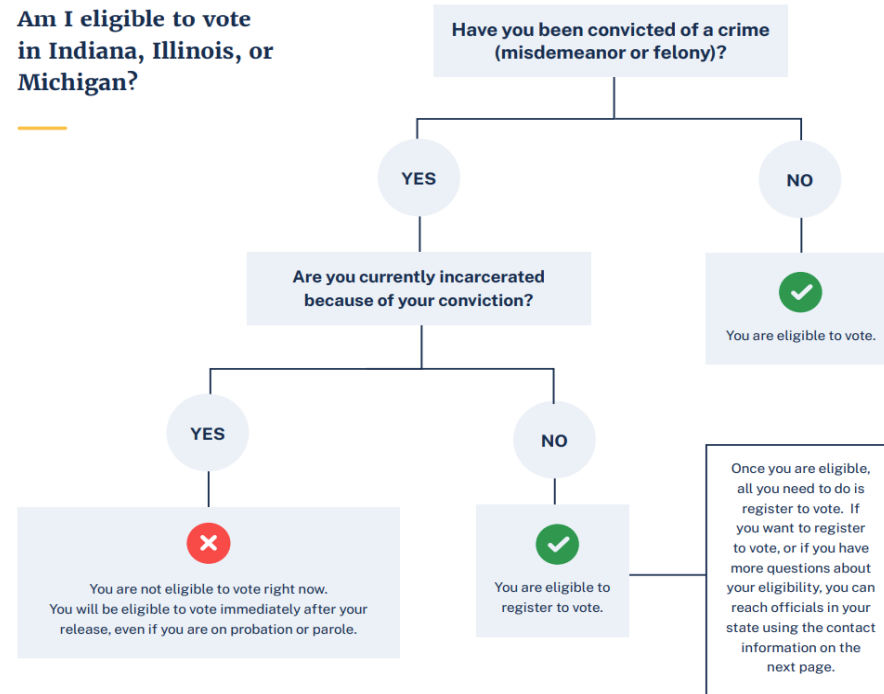 Am I eligible to vote
in Indiana, Illinois, or
Michigan?
Have you been convicted of a crime
(misdemeanor or felony)?
YES
NO
Are you currently incarcerated
because of your conviction?
You are eligible to vote.
YES
NO
You are not eligible to vote right now.
You will be eligible to vote immediately after your
release, even if you are on probation or parole.
You are eligible to
register to vote.
Once you are eligible,
all you need to do is
register to vote.  If
you want to register
to vote, or if you have
more questions about
your eligibility, you can
reach officials in your
state using the contact
information on the
next page.